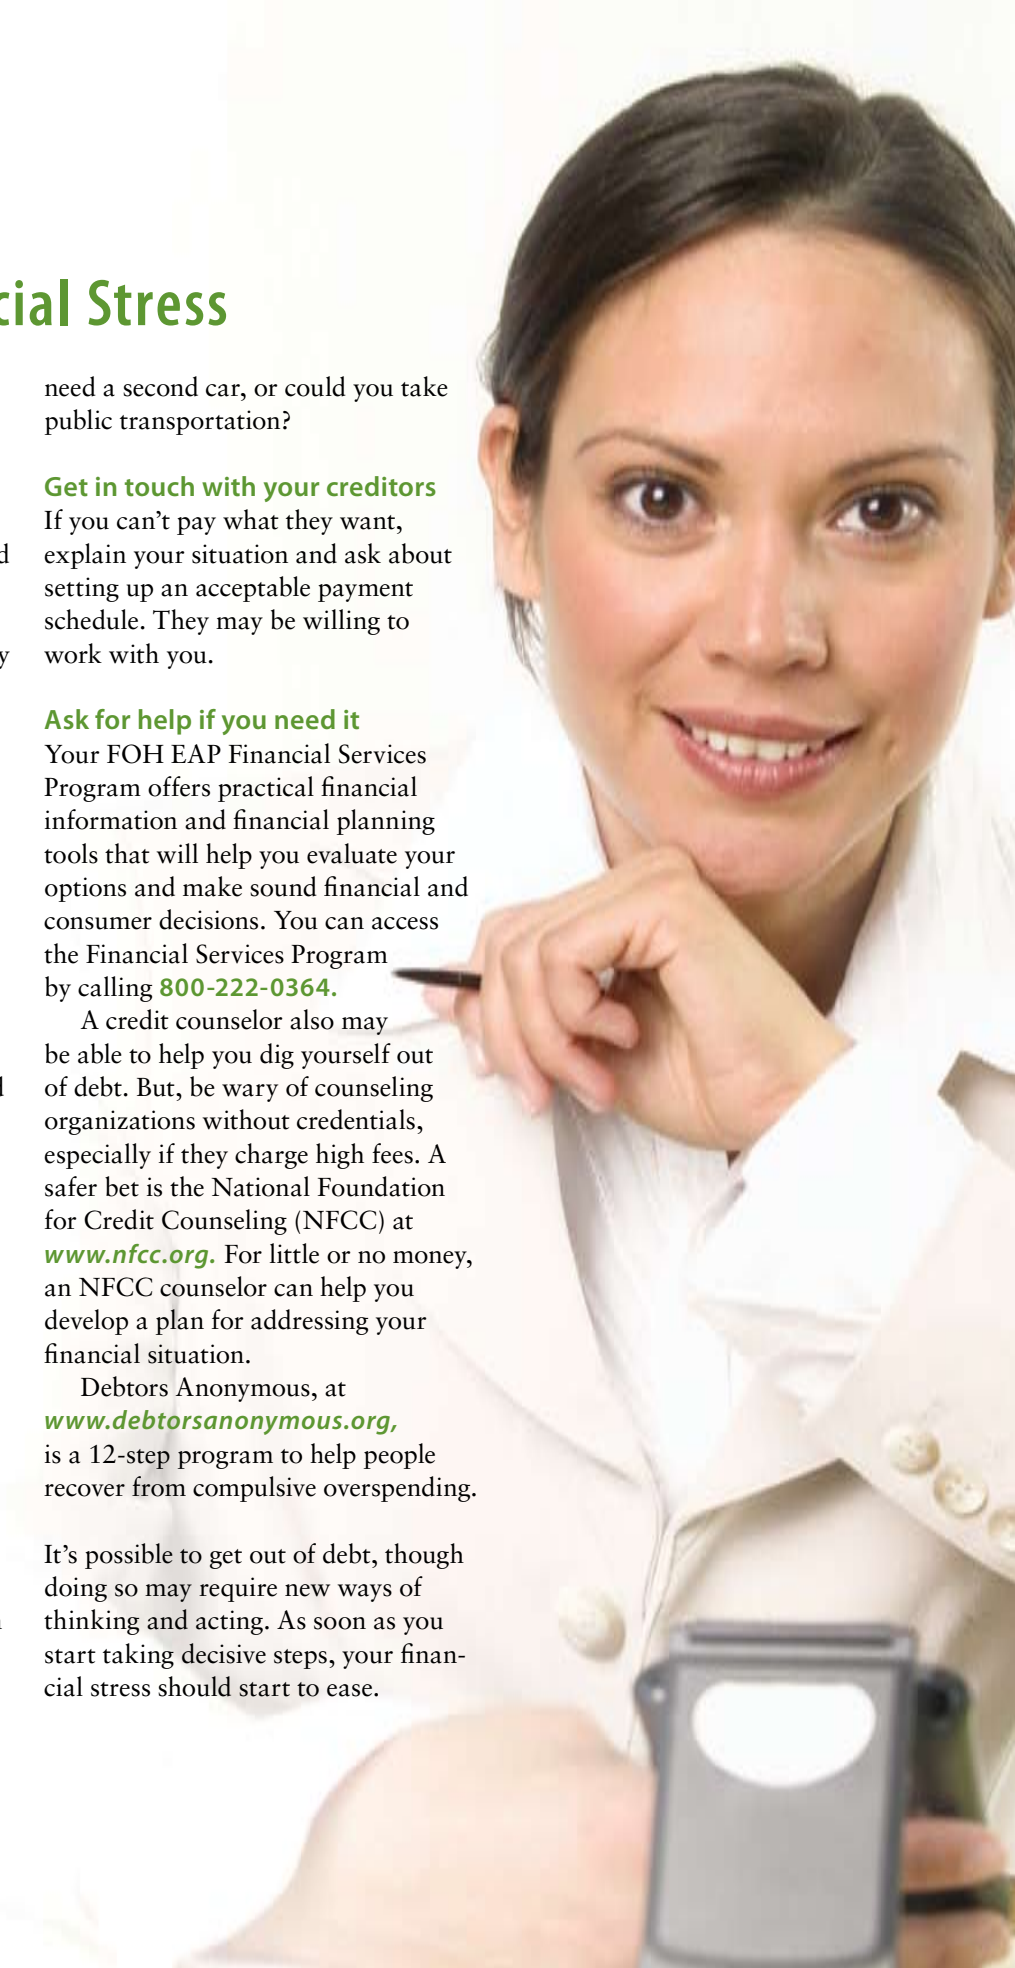 cial Stress
need a second car, or could you take
public transportation?
Get in touch with your creditors
If you can’t pay what they want,
explain your situation and ask about
setting up an acceptable payment
schedule. They may be willing to
work with you.
Ask for help if you need it
Your FOH EAP Financial Services
Program offers practical financial
information and financial planning
tools that will help you evaluate your
options and make sound financial and
consumer decisions. You can access
the Financial Services Program
by calling 800-222-0364.
A credit counselor also may
be able to help you dig yourself out
of debt. But, be wary of counseling
organizations without credentials,
especially if they charge high fees. A
safer bet is the National Foundation
for Credit Counseling (NFCC) at
www.nfcc.org. For little or no money,
an NFCC counselor can help you
develop a plan for addressing your
financial situation.
Debtors Anonymous, at
www.debtorsanonymous.org,
is a 12-step program to help people
recover from compulsive overspending.
It’s possible to get out of debt, though
doing so may require new ways of
thinking and acting. As soon as you
start taking decisive steps, your finan-
cial stress should start to ease.